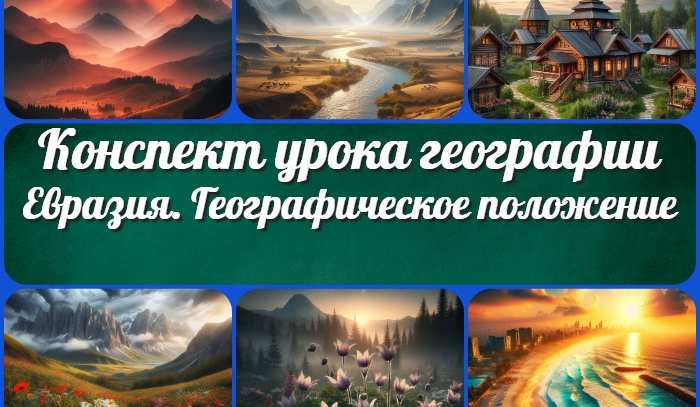 Конспект урока географии
Евразия. Географическое положение